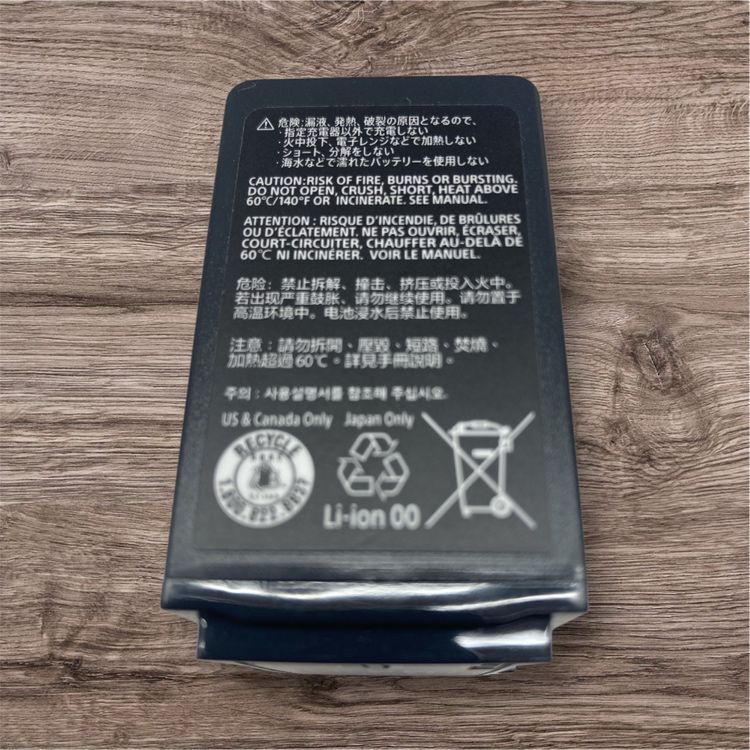 危険:漏液、発熱、破裂の原因となるので、
・指定充電器以外で充電しない
・火中投下、電子レンジなどで加熱しない
・ショート、分解をしない
・海水などで濡れたバッテリーを使用しない
CAUTION:RISK OF FIRE, BURNS OR BURSTING.
DO NOT OPEN, CRUSH, SHORT, HEAT ABOVE
60℃/140°F OR INCINERATE. SEE MANUAL.
ATTENTION : RISQUE D'INCENDIE, DE BRÛLURES
OU D'ÉCLATEMENT. NE PAS OUVRIR, ÉCRASER,
COURT-CIRCUITER, CHAUFFER AU-DELÀ DE
60℃ NI INCINÉRER. VOIR LE MANUEL.
危险: 禁止拆解、撞击、挤压或投入火中。
若出现严重鼓胀、请勿继续使用。请勿置于
高温环境中。电池浸水后禁止使用。
注意：請勿拆開、壓毀、短路、焚燒、
加熱超過60℃。詳見手冊說明。
주의 : 사용설명서를 참조해 주십시오.
US & Canada Only Japan Only
RECYCLE
1.800.822.8837
Li-ion 00